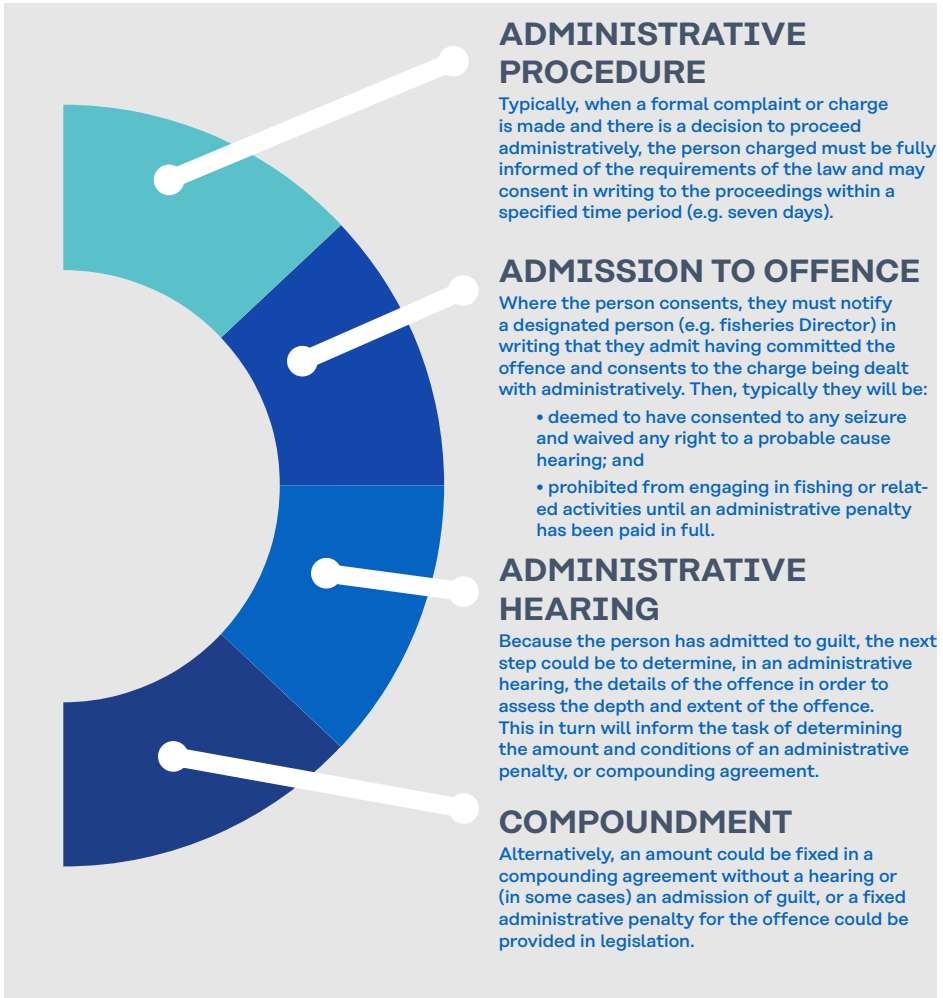 ADMINISTRATIVE
PROCEDURE
Typically, when a formal complaint or charge
is made and there is a decision to proceed
administratively, the person charged must be fully
informed of the requirements of the law and may
consent in writing to the proceedings within a
specified time period (e.g. seven days).
ADMISSION TO OFFENCE
Where the person consents, they must notify
a designated person (e.g. fisheries Director) in
writing that they admit having committed the
offence and consents to the charge being dealt
with administratively. Then, typically they will be:
• deemed to have consented to any seizure
and waived any right to a probable cause
hearing; and
• prohibited from engaging in fishing or relat-
ed activities until an administrative penalty
has been paid in full.
ADMINISTRATIVE
HEARING
Because the person has admitted to guilt, the next
step could be to determine, in an administrative
hearing, the details of the offence in order to
assess the depth and extent of the offence.
This in turn will inform the task of determining
the amount and conditions of an administrative
penalty, or compounding agreement.
COMPOUNDMENT
Alternatively, an amount could be fixed in a
compounding agreement without a hearing or
(in some cases) an admission of guilt, or a fixed
administrative penalty for the offence could be
provided in legislation.